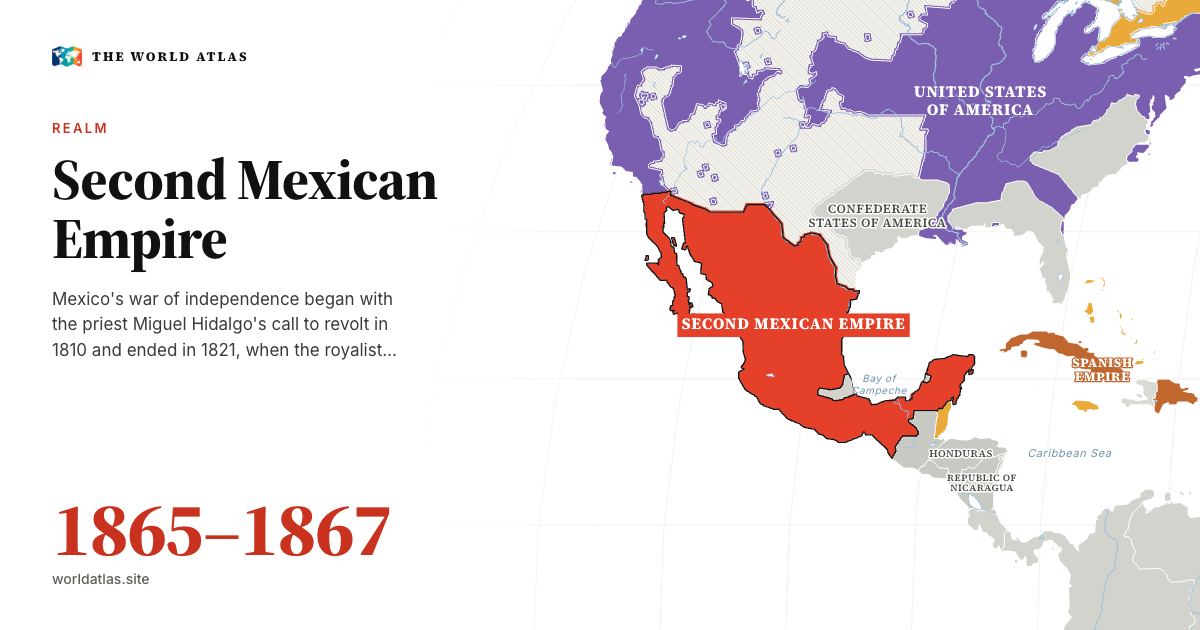 THE WORLD ATLAS
REALM
Second Mexican
Empire
Mexico's war of independence began with
the priest Miguel Hidalgo's call to revolt in
1810 and ended in 1821, when the royalist...
1865–1867
worldatlas.site
UNITED STATES
OF AMERICA
CONFEDERATE
STATES OF AMERICA
SECOND MEXICAN EMPIRE
SPANISH
EMPIRE
Bay of
Campeche
Caribbean Sea
HONDURAS
REPUBLIC OF
NICARAGUA